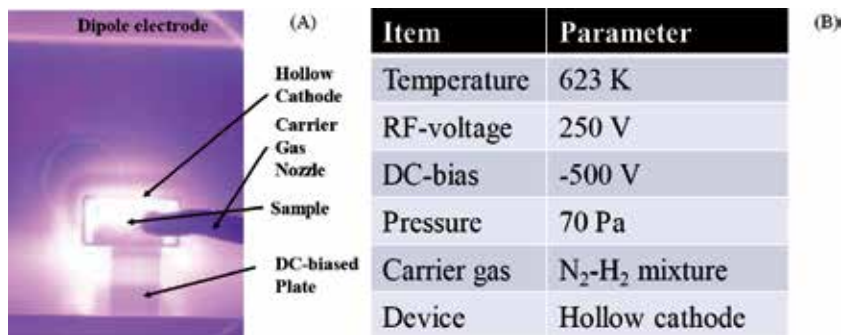 Dipole electrode
(A)
Hollow
Cathode
Carrier
Gas
Nozzle
Sample
DC-biased
Plate
Item Parameter
Temperature 623 K
RF-voltage 250 V
DC-bias -500 V
Pressure 70 Pa
Carrier gas N₂-H₂ mixture
Device Hollow cathode
(B)